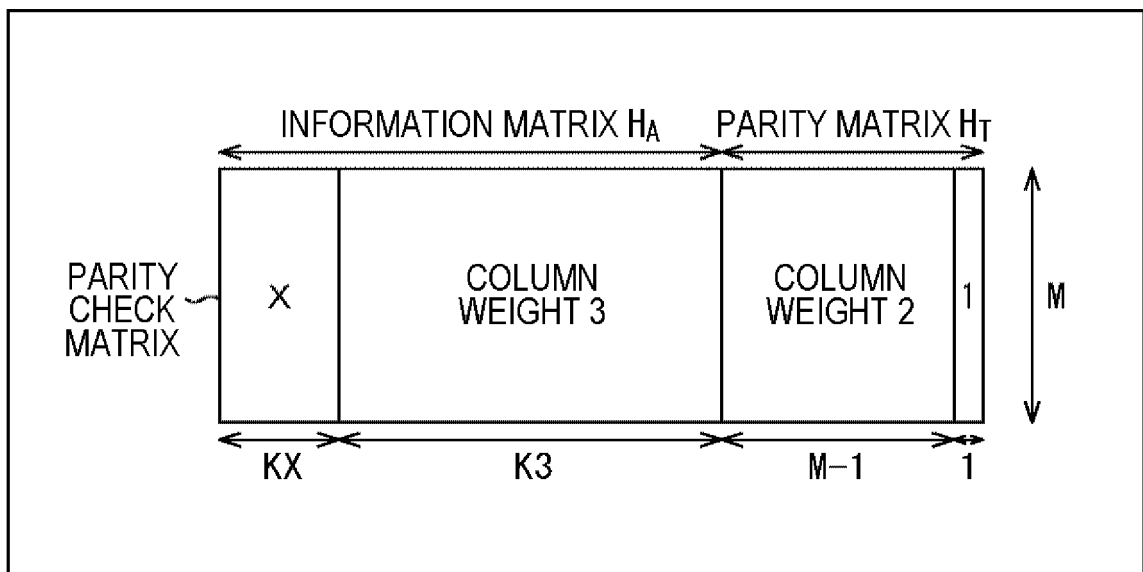 INFORMATION MATRIX HA
PARITY MATRIX HT
PARITY
CHECK
MATRIX
X
COLUMN
WEIGHT 3
COLUMN
WEIGHT 2
1
M
KX
K3
M-1
1